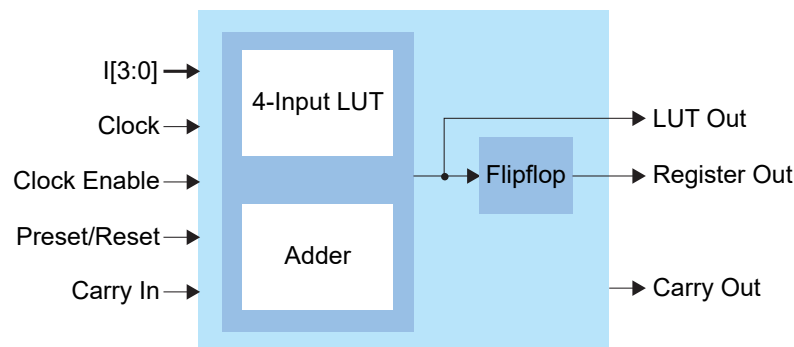 I[3:0]
Clock
Clock Enable
Preset/Reset
Carry In
4-Input LUT
Adder
Flipflop
LUT Out
Register Out
Carry Out